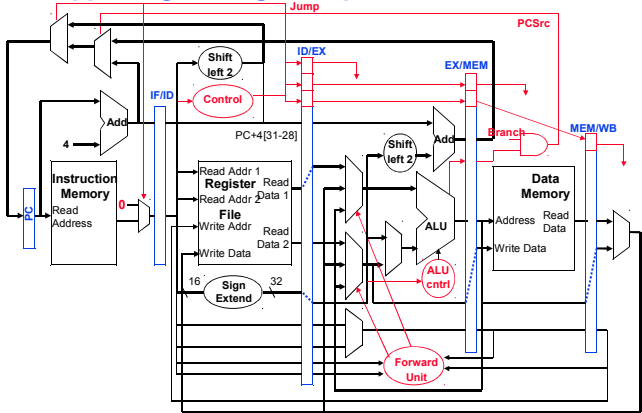 Jump
PCSrc
ID/EX
EX/MEM
Shift
left 2
IF/ID
Control
Add
4
PC+4[31-28]
Add
Branch
MEM/WB
Shift
left 2
Instruction
Memory
Read
Address
PC
0
Read Addr 1
Register
Read
Data 1
Read Addr 2
File
Write Addr
Read
Data 2
Write Data
ALU
Data
Memory
Address
Read
Data
Write Data
16
Sign
Extend
32
ALU
cntrl
Forward
Unit